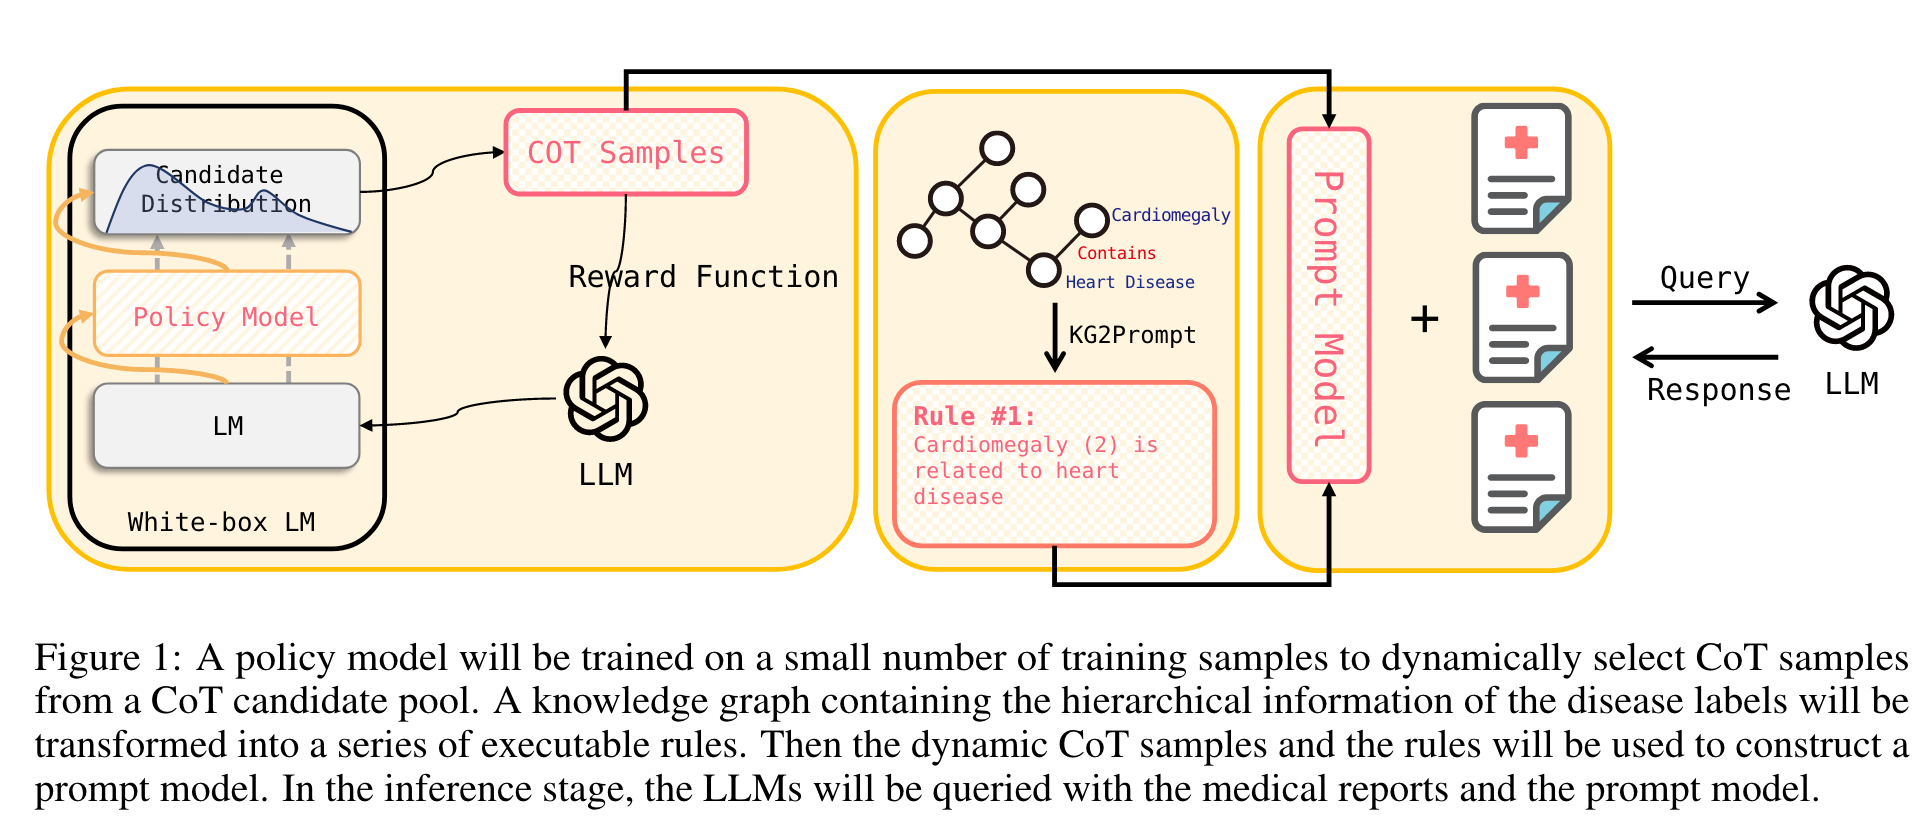 Candidate
Distribution
Policy Model
LM
White-box LM
COT Samples
Reward Function
LLM
Cardiomegaly
Contains
Heart Disease
KG2Prompt
Rule #1:
Cardiomegaly (2) is
related to heart
disease
Prompt Model
+
Query
Response
LLM
Figure 1: A policy model will be trained on a small number of training samples to dynamically select CoT samples
from a CoT candidate pool. A knowledge graph containing the hierarchical information of the disease labels will be
transformed into a series of executable rules. Then the dynamic CoT samples and the rules will be used to construct a
prompt model. In the inference stage, the LLMs will be queried with the medical reports and the prompt model.